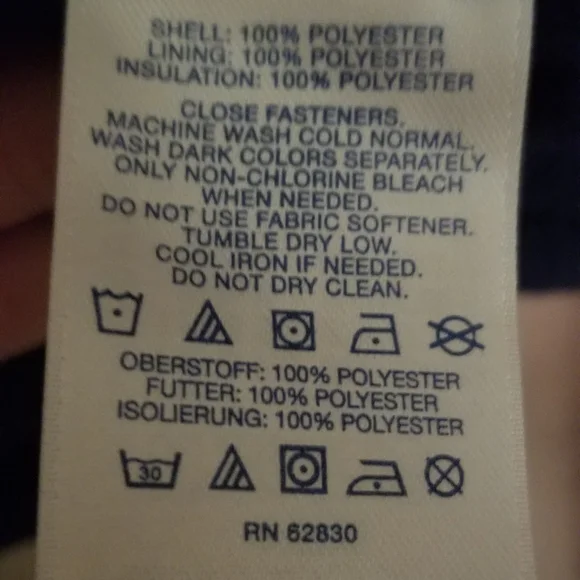 SHELL: 100% POLYESTER
LINING: 100% POLYESTER
INSULATION: 100% POLYESTER
CLOSE FASTENERS.
MACHINE WASH COLD NORMAL.
WASH DARK COLORS SEPARATELY.
ONLY NON-CHLORINE BLEACH
WHEN NEEDED.
DO NOT USE FABRIC SOFTENER.
TUMBLE DRY LOW.
COOL IRON IF NEEDED.
DO NOT DRY CLEAN.
OBERSTOFF: 100% POLYESTER
FUTTER: 100% POLYESTER
ISOLIERUNG: 100% POLYESTER
30
RN 62830